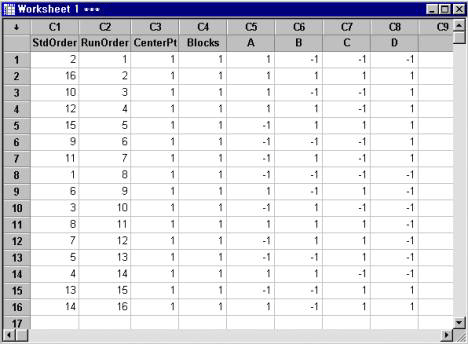 Worksheet 1 ***
C1 C2 C3 C4 C5 C6 C7 C8 C9
StdOrder RunOrder CenterPt Blocks A B C D
1 2 1 1 1 1 -1 -1 -1
2 16 2 1 1 1 1 1 1
3 10 3 1 1 1 -1 -1 1
4 12 4 1 1 1 1 -1 1
5 15 5 1 1 -1 1 1 1
6 9 6 1 1 -1 -1 -1 1
7 11 7 1 1 -1 1 -1 1
8 1 8 1 1 -1 -1 -1 -1
9 6 9 1 1 1 -1 1 -1
10 3 10 1 1 -1 1 -1 -1
11 8 11 1 1 1 1 1 -1
12 7 12 1 1 -1 1 1 -1
13 5 13 1 1 -1 -1 1 -1
14 4 14 1 1 1 1 -1 -1
15 13 15 1 1 -1 -1 1 1
16 14 16 1 1 1 -1 1 1
17